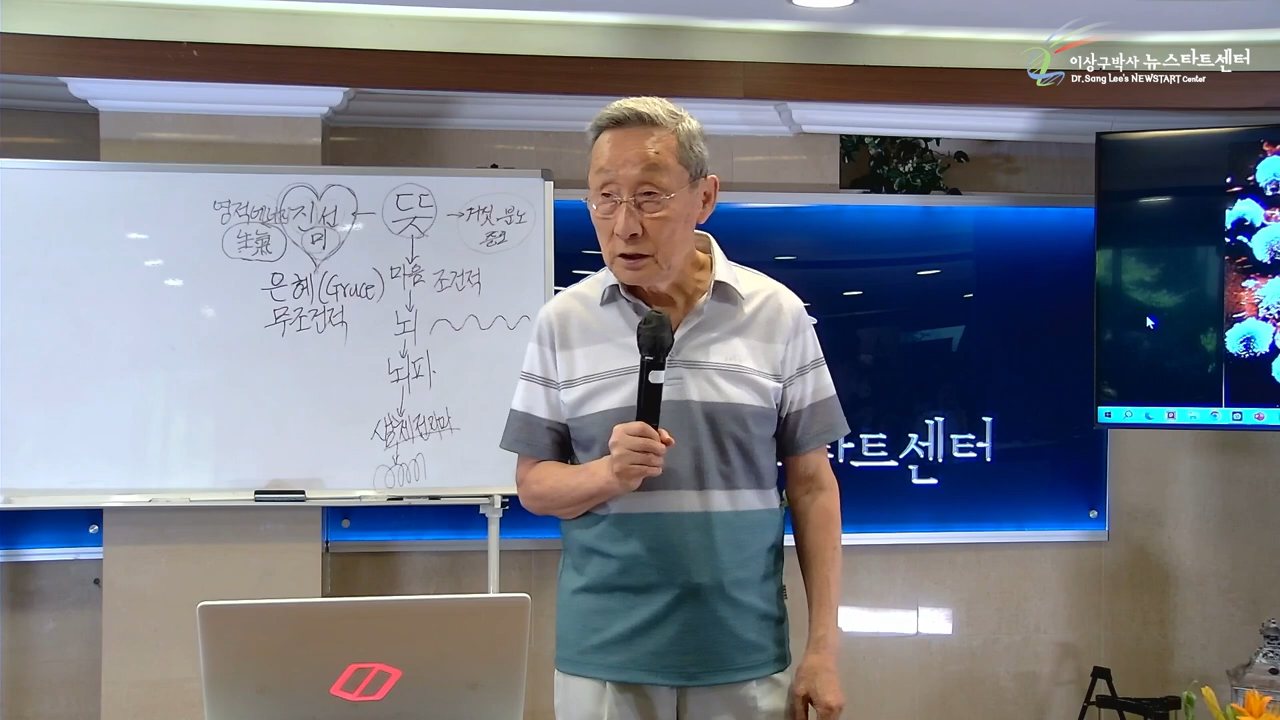 이상구박사 뉴스타트센터
Dr. Sang Lee's NEWSTART Center
영적에너지 진 선 ← 뜻 → 거짓 분노
生氣 미
은혜(Grace) 마음 조건적
무조건적 뇌
뇌파
타트센터